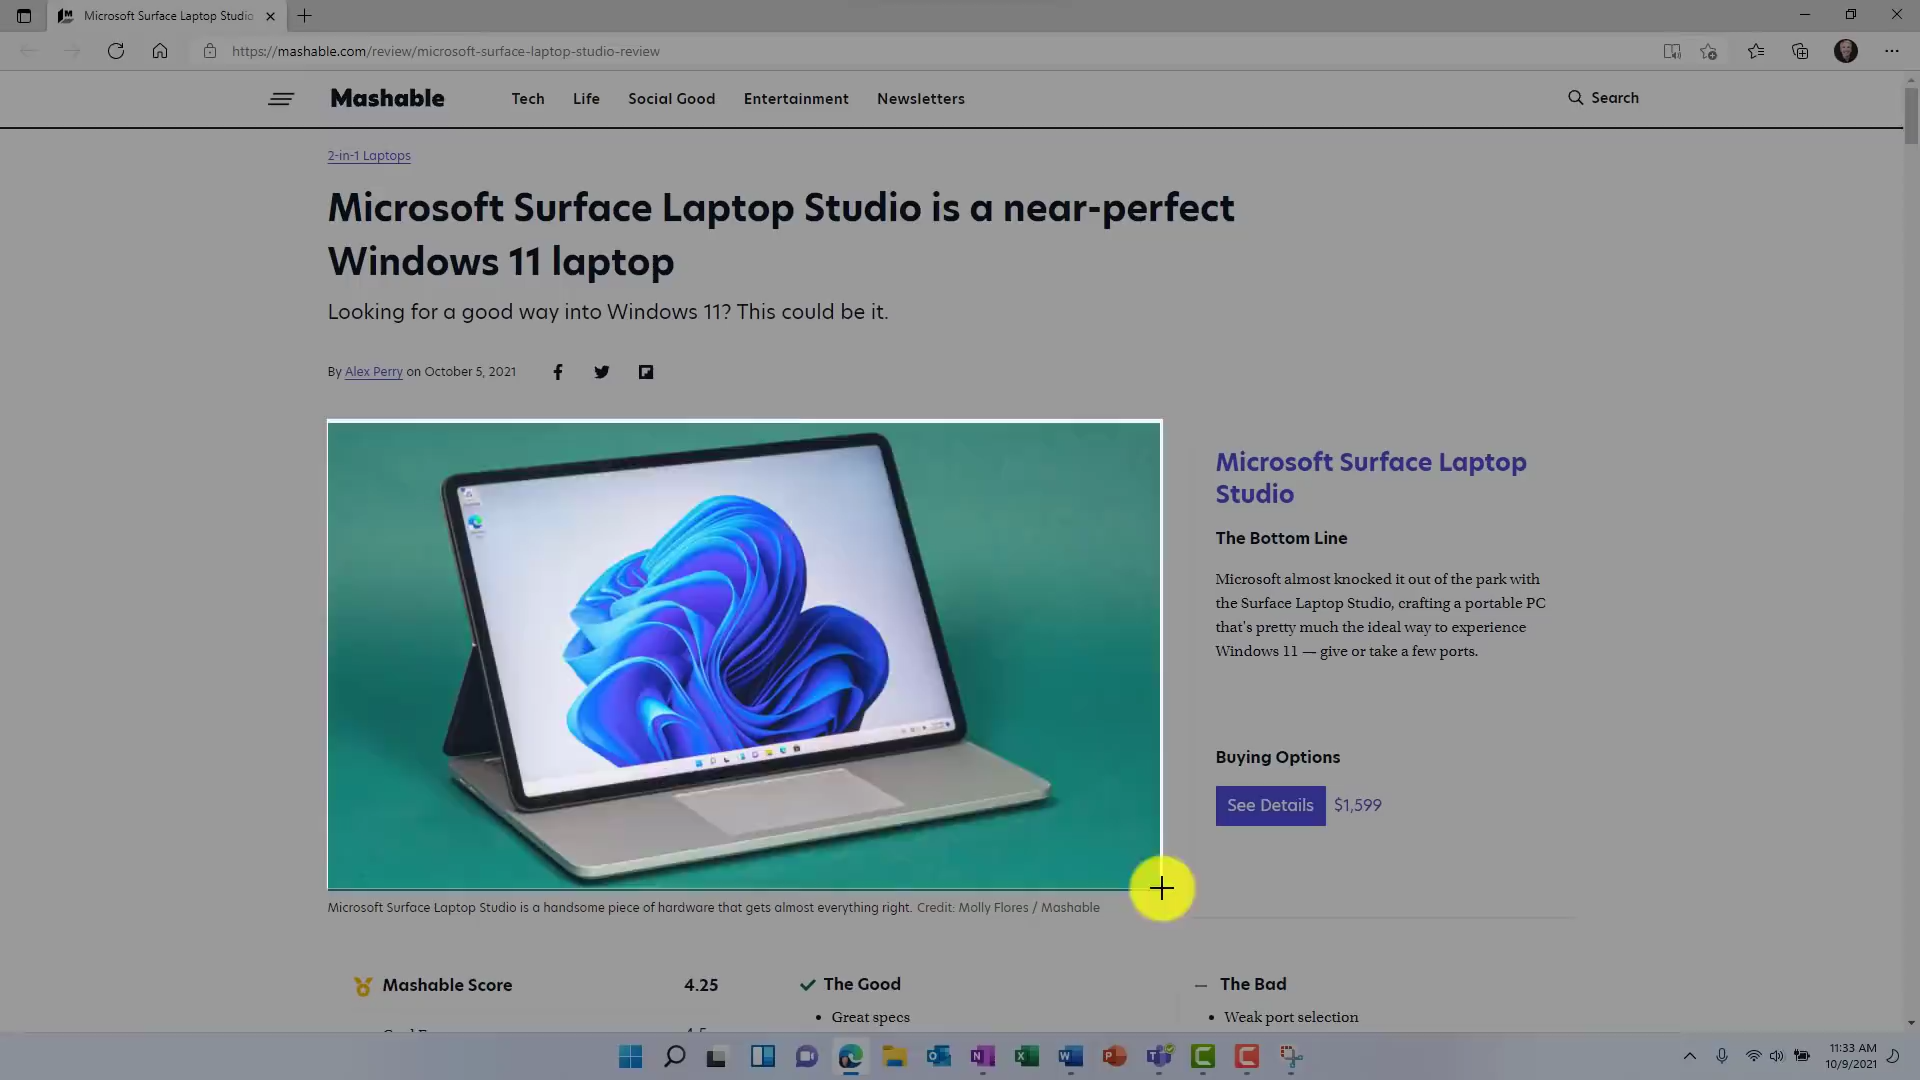 Microsoft Surface Laptop Studio
https://mashable.com/review/microsoft-surface-laptop-studio-review
Mashable
Tech
Life
Social Good
Entertainment
Newsletters
Search
2-in-1 Laptops
Microsoft Surface Laptop Studio is a near-perfect
Windows 11 laptop
Looking for a good way into Windows 11? This could be it.
By Alex Perry on October 5, 2021
Microsoft Surface Laptop
Studio
The Bottom Line
Microsoft almost knocked it out of the park with
the Surface Laptop Studio, crafting a portable PC
that's pretty much the ideal way to experience
Windows 11 — give or take a few ports.
Buying Options
See Details $1,599
Microsoft Surface Laptop Studio is a handsome piece of hardware that gets almost everything right. Credit: Molly Flores / Mashable
Mashable Score 4.25
The Good
Great specs
The Bad
Weak port selection
11:33 AM
10/9/2021